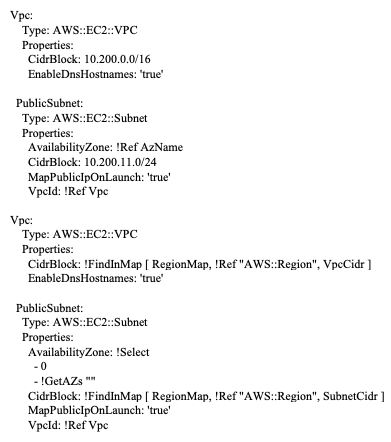 Vpc:
Type: AWS::EC2::VPC
Properties:
CidrBlock: 10.200.0.0/16
EnableDnsHostnames: 'true'
PublicSubnet:
Type: AWS::EC2::Subnet
Properties:
AvailabilityZone: !Ref AzName
CidrBlock: 10.200.11.0/24
MapPublicIpOnLaunch: 'true'
VpcId: !Ref Vpc
Vpc:
Type: AWS::EC2::VPC
Properties:
CidrBlock: !FindInMap [ RegionMap, !Ref "AWS::Region", VpcCidr ]
EnableDnsHostnames: 'true'
PublicSubnet:
Type: AWS::EC2::Subnet
Properties:
AvailabilityZone: !Select
- 0
- !GetAZs ""
CidrBlock: !FindInMap [ RegionMap, !Ref "AWS::Region", SubnetCidr ]
MapPublicIpOnLaunch: 'true'
VpcId: !Ref Vpc